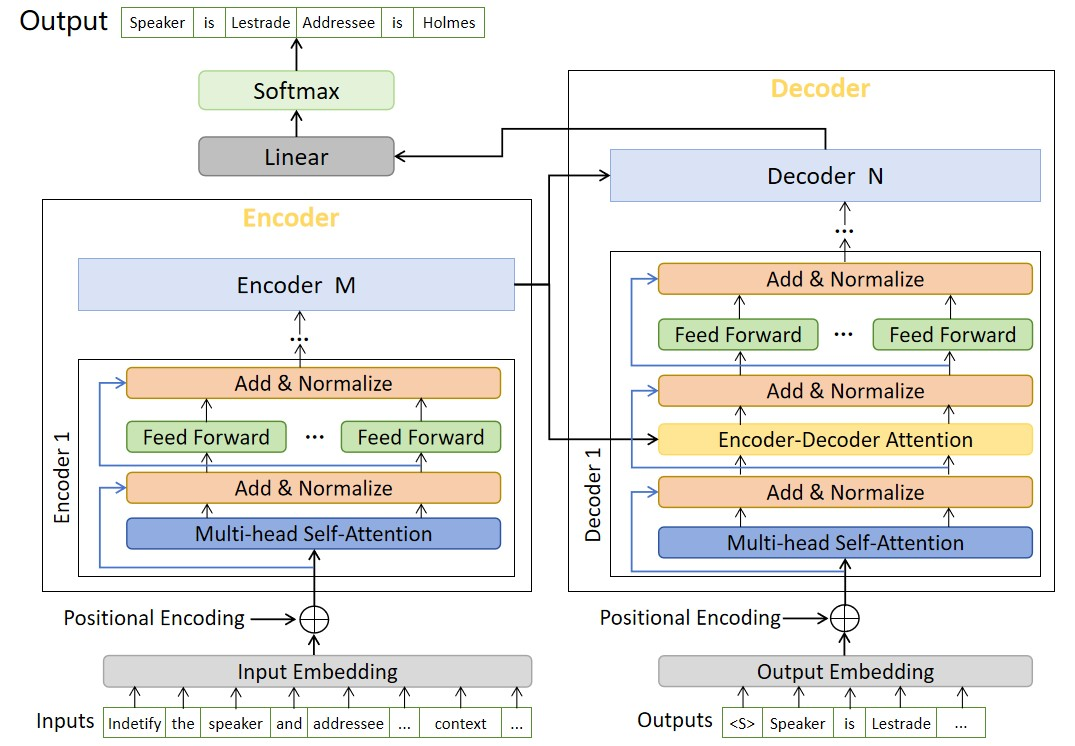 Output Speaker is Lestrade Addressee is Holmes
Softmax
Linear
Encoder
Encoder M
...
Add & Normalize
Feed Forward ... Feed Forward
Add & Normalize
Multi-head Self-Attention
Encoder 1
Positional Encoding
Input Embedding
Inputs Indetify the speaker and addressee ... context ...
Decoder
Decoder N
...
Add & Normalize
Feed Forward ... Feed Forward
Add & Normalize
Encoder-Decoder Attention
Add & Normalize
Multi-head Self-Attention
Decoder 1
Positional Encoding
Output Embedding
Outputs <S> Speaker is Lestrade ...